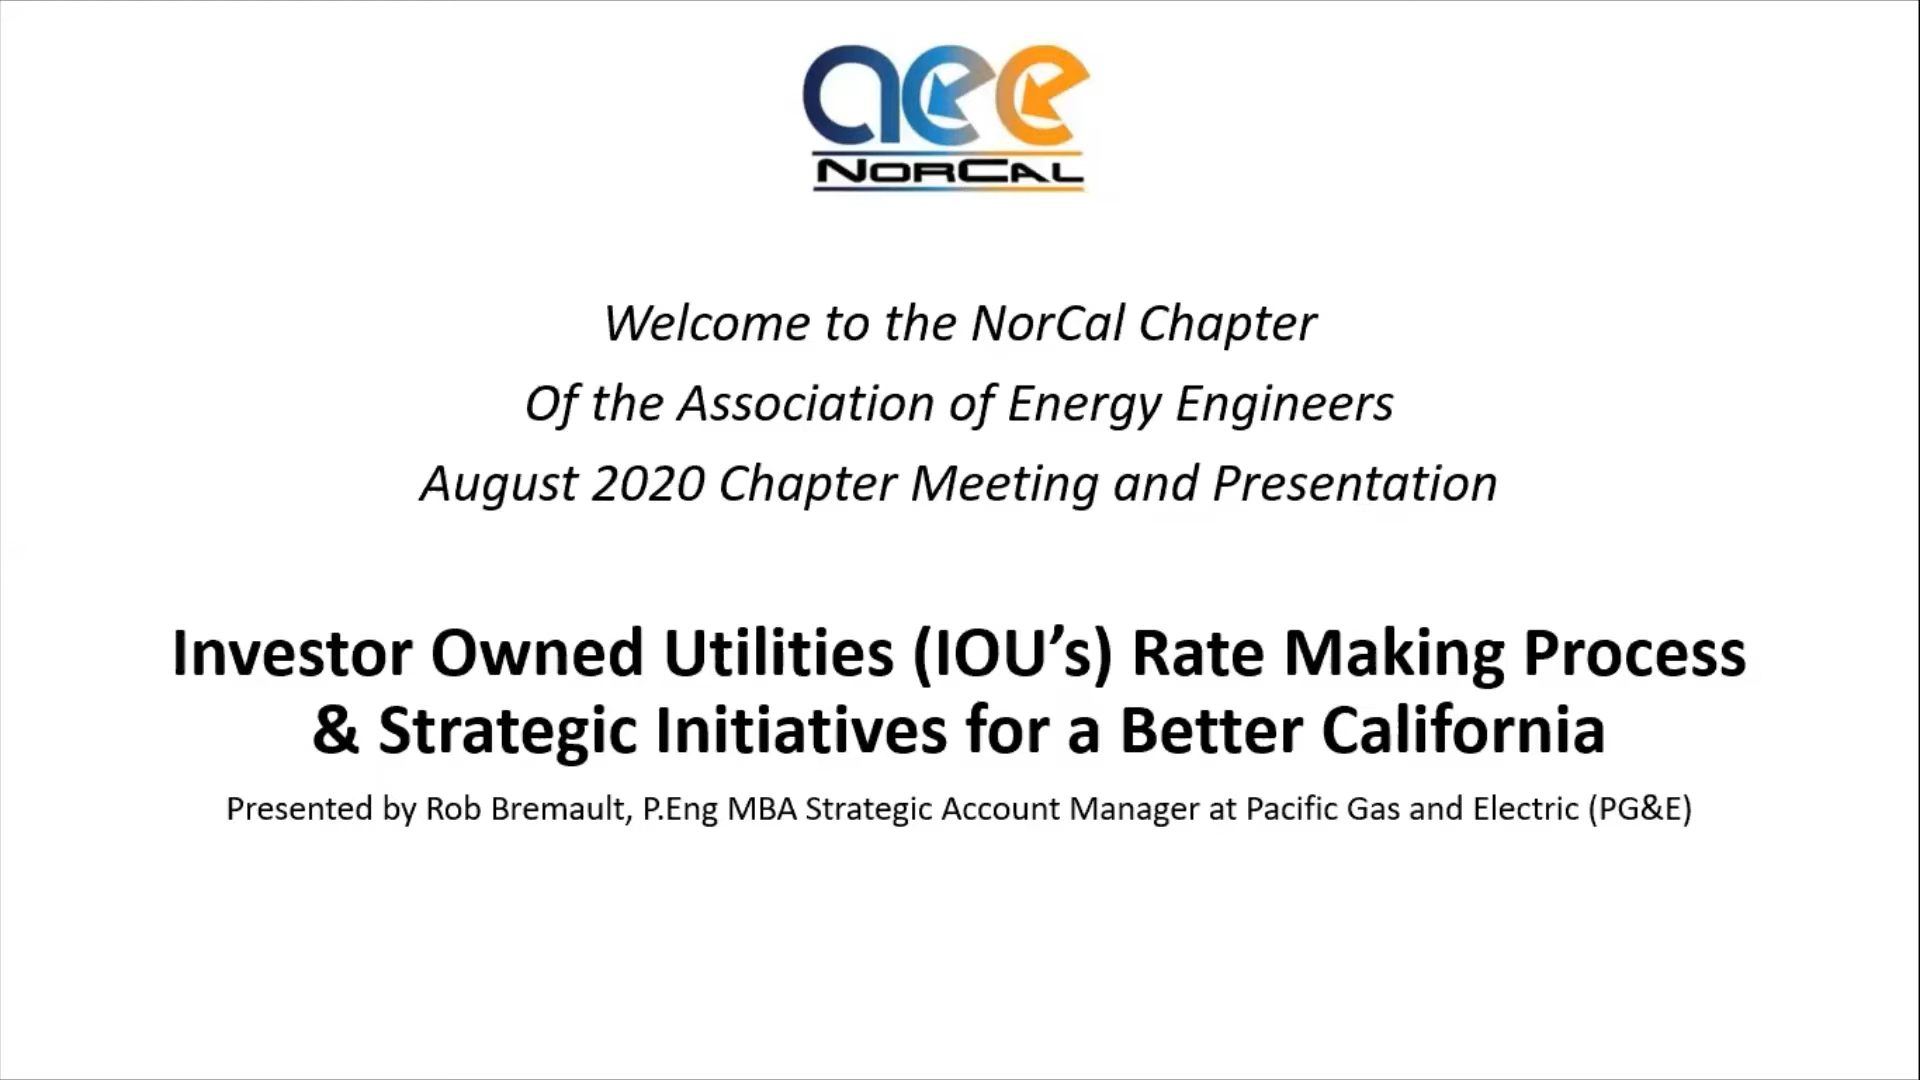 aee
NORCAL
Welcome to the NorCal Chapter
Of the Association of Energy Engineers
August 2020 Chapter Meeting and Presentation
Investor Owned Utilities (IOU’s) Rate Making Process
& Strategic Initiatives for a Better California
Presented by Rob Bremault, P.Eng MBA Strategic Account Manager at Pacific Gas and Electric (PG&E)